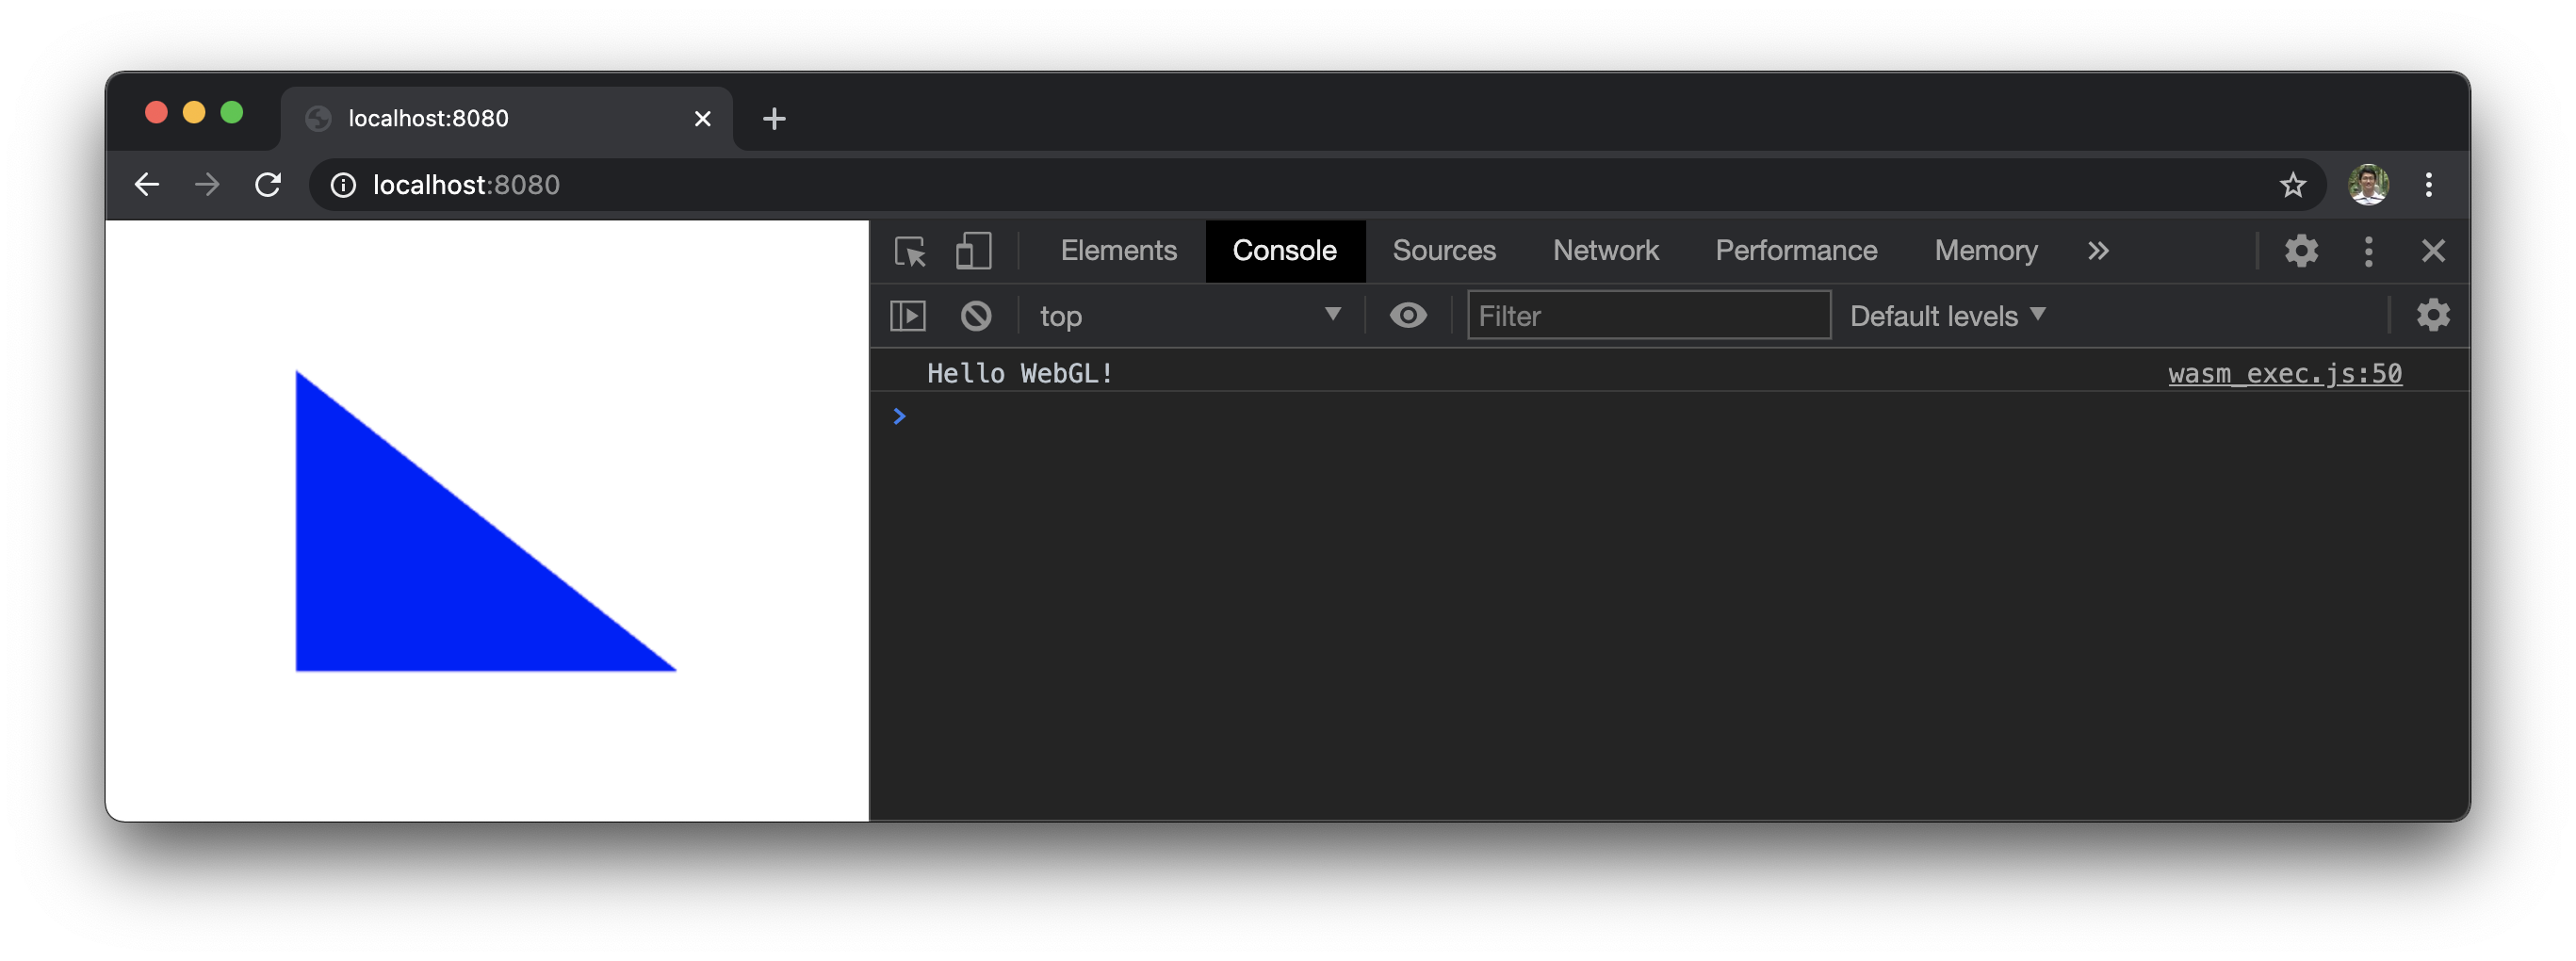 localhost:8080
localhost:8080
Elements Console Sources Network Performance Memory
top Filter Default levels
Hello WebGL! wasm_exec.js:50